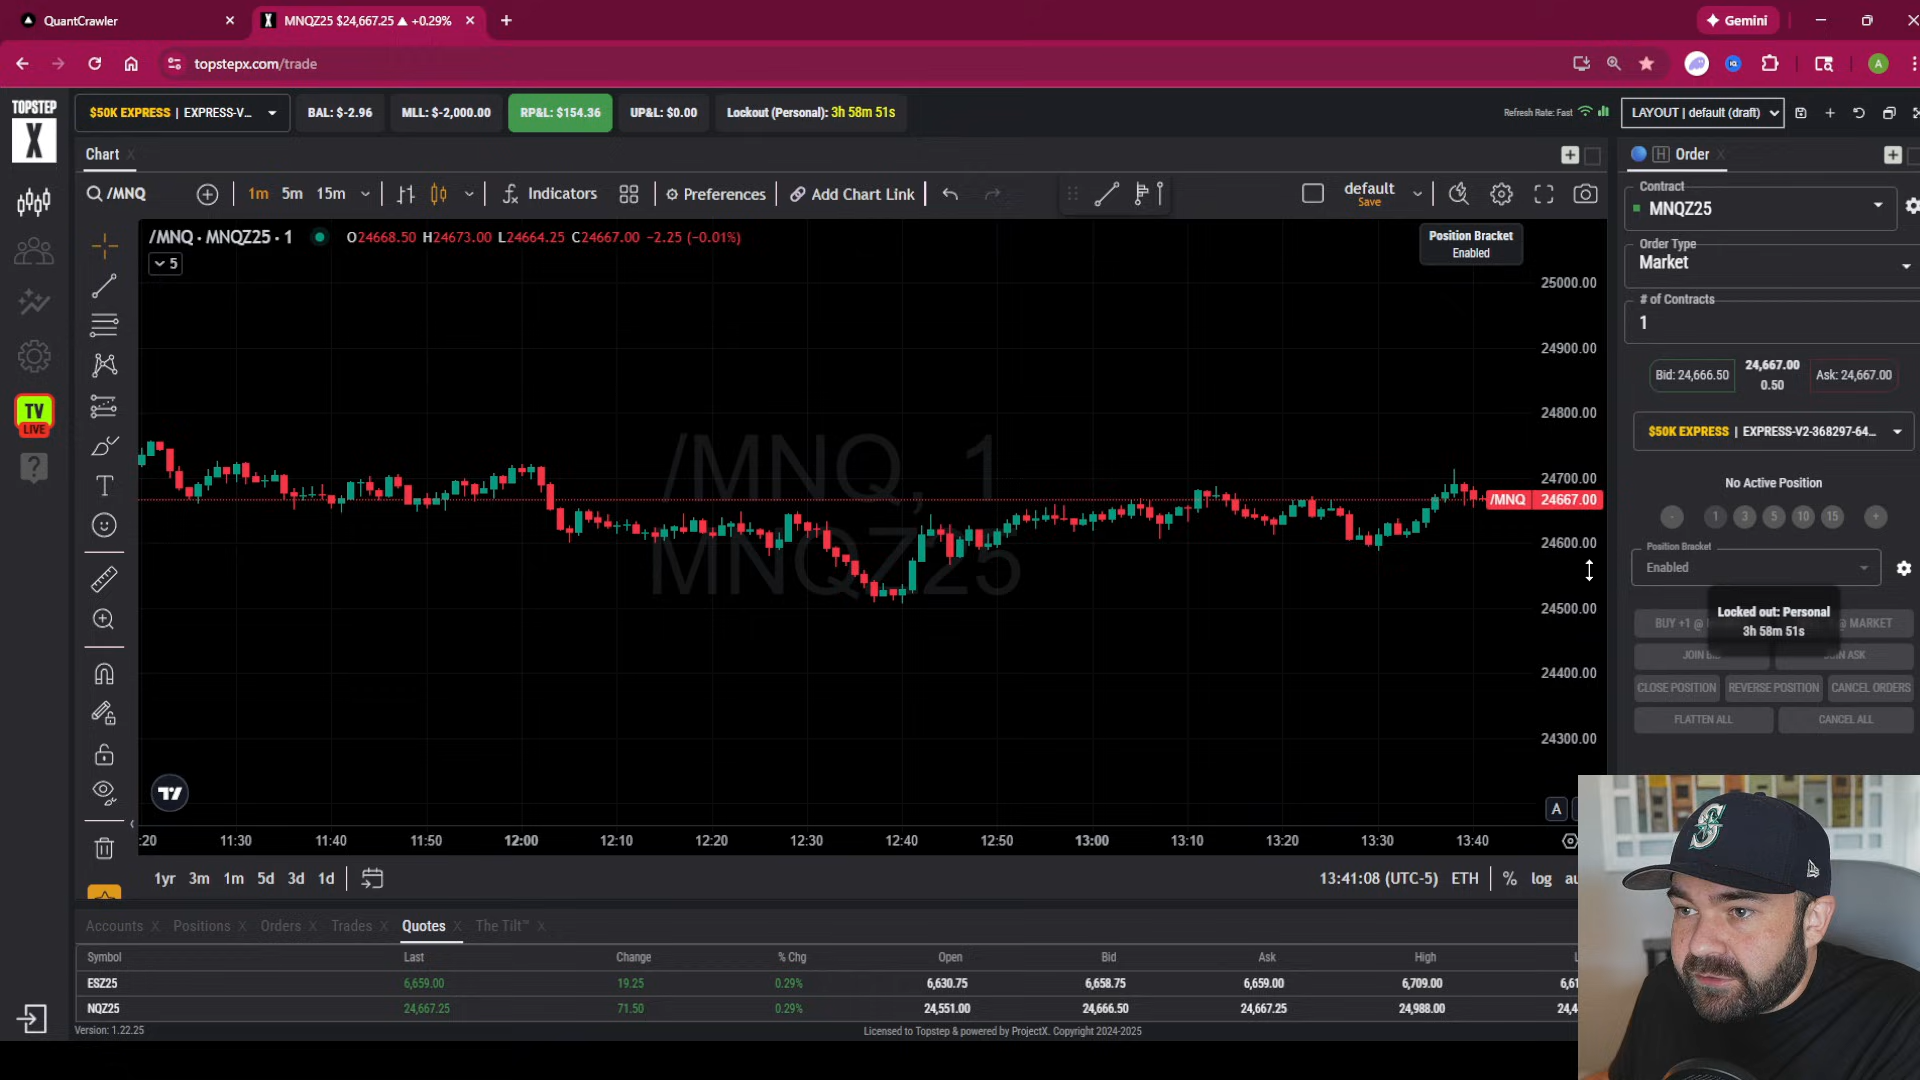 QuantCrawler
MNQZ25 $24,667.25 ▲ +0.29%
Gemini
topstepx.com/trade
A
TOPSTEP
X
$50K EXPRESS | EXPRESS-V...
BAL: $-2.96
MLL: $-2,000.00
RP&L: $154.36
UP&L: $0.00
Lockout (Personal): 3h 58m 51s
Refresh Rate: Fast
LAYOUT | default (draft)
Chart
H Order
/MNQ
1m 5m 15m
Indicators
Preferences
Add Chart Link
default
Save
Contract
MNQZ25
/MNQ · MNQZ25 · 1
O24668.50 H24673.00 L24664.25 C24667.00 −2.25 (−0.01%)
5
Position Bracket
Enabled
Order Type
Market
# of Contracts
1
25000.00
24900.00
24800.00
24700.00
/MNQ 24667.00
24600.00
24500.00
24400.00
24300.00
/MNQ, 1
MNQZ25
Bid: 24,666.50
24,667.00
0.50
Ask: 24,667.00
$50K EXPRESS | EXPRESS-V2-368297-64...
No Active Position
- 1 3 5 10 15 +
Position Bracket
Enabled
Locked out: Personal
3h 58m 51s
BUY +1 @
@ MARKET
ASK
CLOSE POSITION
REVERSE POSITION
CANCEL ORDERS
FLATTEN ALL
CANCEL ALL
TV
LIVE
A
:20 11:30 11:40 11:50 12:00 12:10 12:20 12:30 12:40 12:50 13:00 13:10 13:20 13:30 13:40
1yr 3m 1m 5d 3d 1d
13:41:08 (UTC-5) ETH % log
Accounts Positions Orders Trades Quotes The Tilt™
Symbol Last Change % Chg Open Bid Ask High
ESZ25 6,659.00 19.25 0.29% 6,630.75 6,658.75 6,659.00 6,709.00
NQZ25 24,667.25 71.50 0.29% 24,551.00 24,666.50 24,667.25 24,988.00
Version: 1.22.25
Licensed to Topstep & powered by ProjectX. Copyright 2024-2025
S